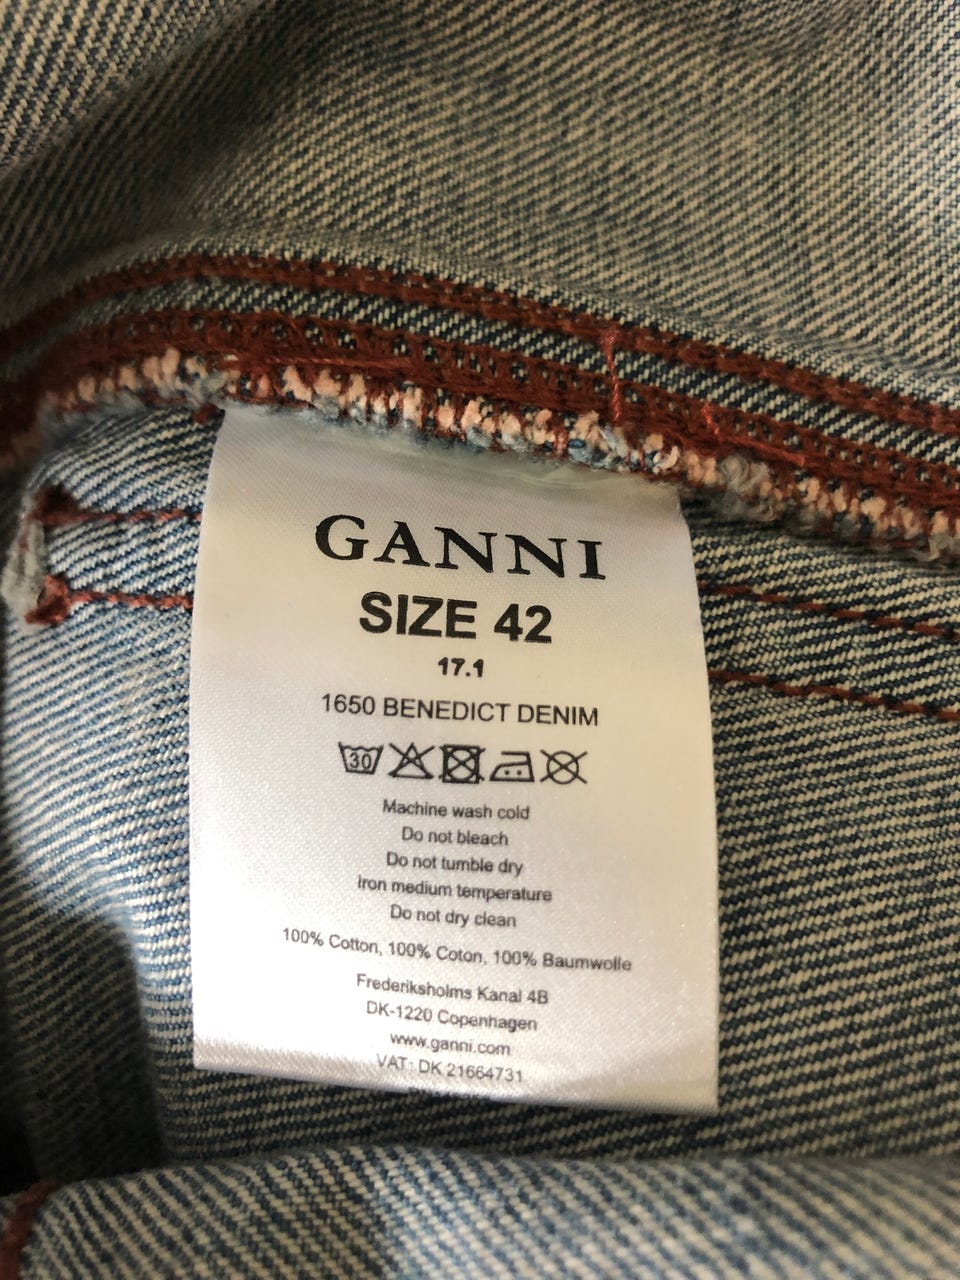 GANNI
SIZE 42
17.1
1650 BENEDICT DENIM
30
Machine wash cold
Do not bleach
Do not tumble dry
Iron medium temperature
Do not dry clean
100% Cotton, 100% Coton, 100% Baumwolle
Frederiksholms Kanal 4B
DK-1220 Copenhagen
www.ganni.com
VAT: DK 21664731